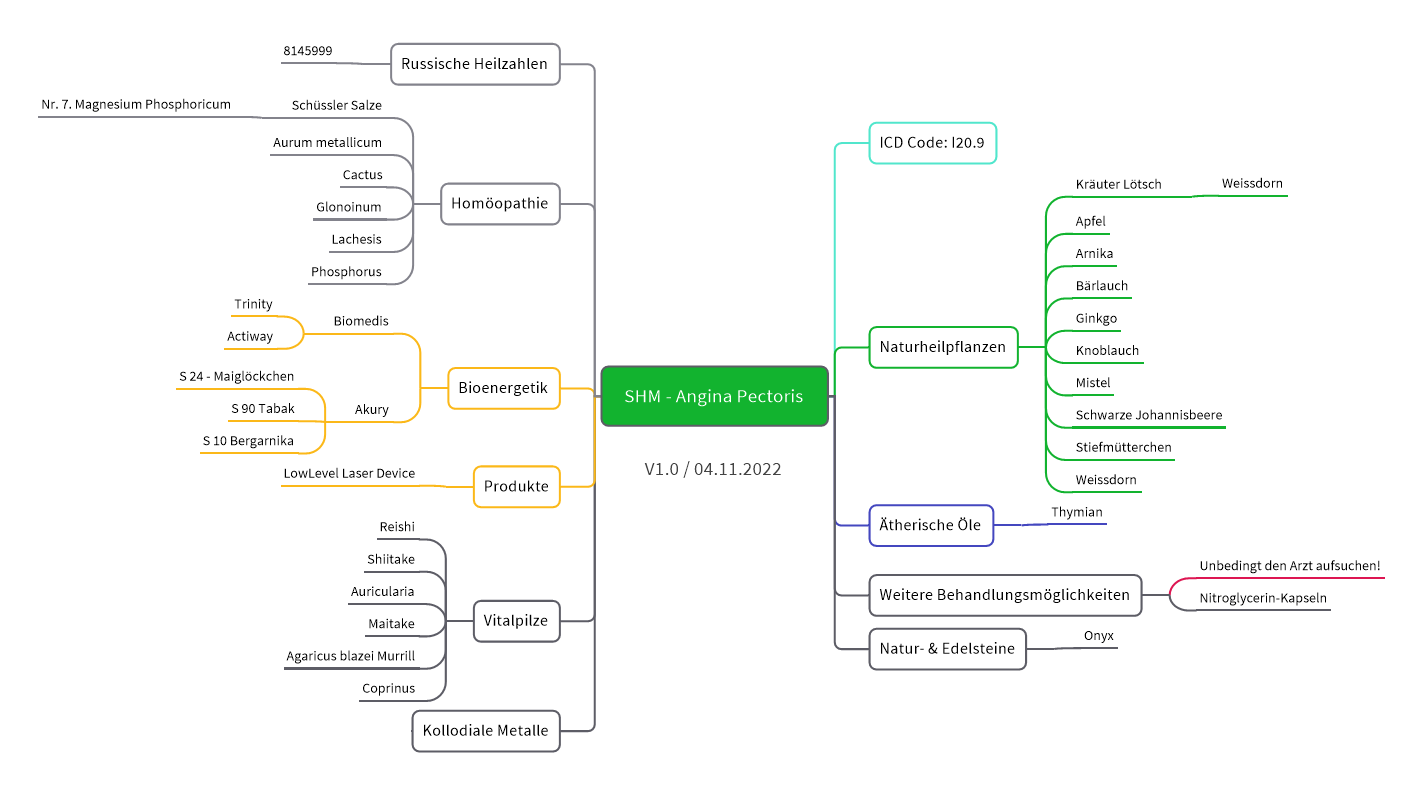 SHM - Angina Pectoris
V1.0 / 04.11.2022
Russische Heilzahlen
8145999
Homöopathie
Schüssler Salze
Nr. 7. Magnesium Phosphoricum
Aurum metallicum
Cactus
Glonoinum
Lachesis
Phosphorus
Bioenergetik
Biomedis
Trinity
Actiway
Akury
S 24 - Maiglöckchen
S 90 Tabak
S 10 Bergarnika
Produkte
LowLevel Laser Device
Vitalpilze
Reishi
Shiitake
Auricularia
Maitake
Agaricus blazei Murrill
Coprinus
Kollodiale Metalle
ICD Code: I20.9
Naturheilpflanzen
Kräuter Lötsch
Weissdorn
Apfel
Arnika
Bärlauch
Ginkgo
Knoblauch
Mistel
Schwarze Johannisbeere
Stiefmütterchen
Weissdorn
Ätherische Öle
Thymian
Weitere Behandlungsmöglichkeiten
Unbedingt den Arzt aufsuchen!
Nitroglycerin-Kapseln
Natur- & Edelsteine
Onyx